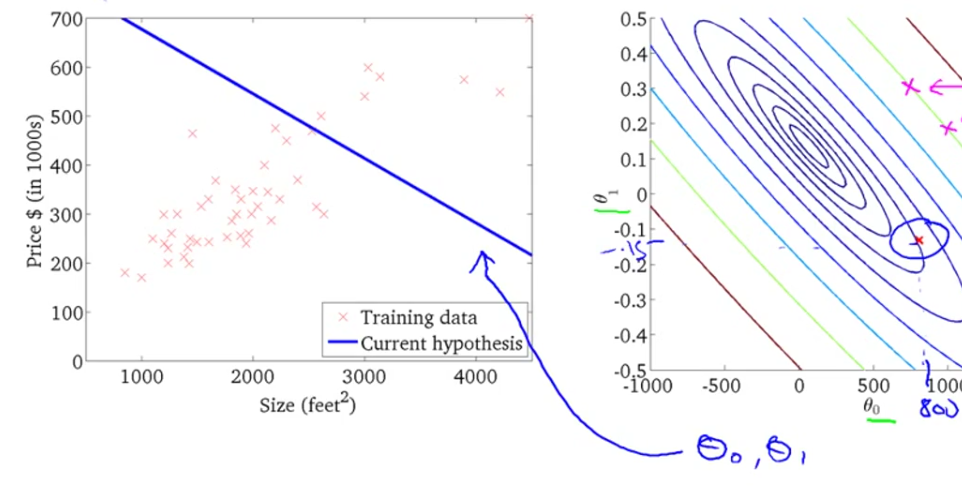 700
600
500
400
300
200
100
0
Price $ (in 1000s)
1000 2000 3000 4000
Size (feet²)
Training data
Current hypothesis
0.5
0.4
0.3
0.2
0.1
0
-0.1
-0.2
-0.3
-0.4
-0.5
θ₁
-.15
-1000 -500 0 500 1000
θ₀
800
θ₀, θ₁